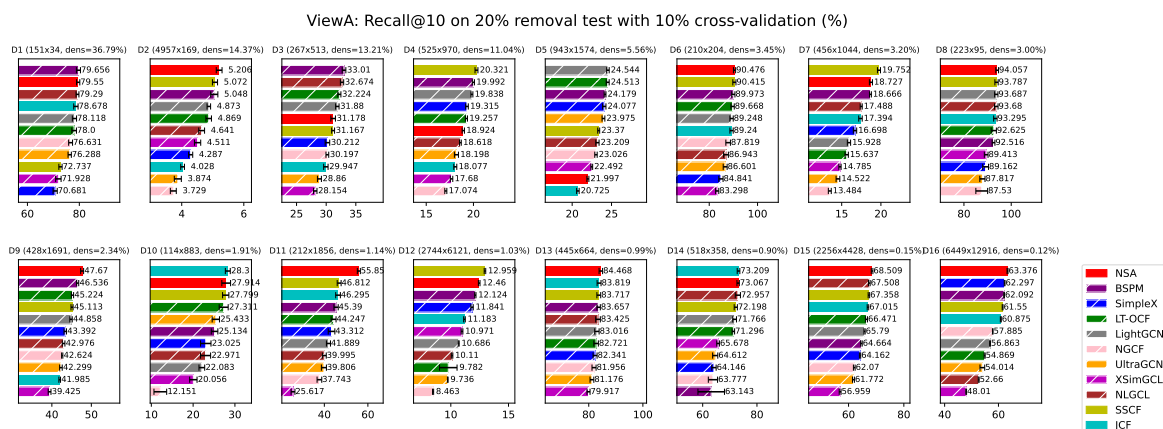 ViewA: Recall@10 on 20% removal test with 10% cross-validation (%)
D1 (151x34, dens=36.79%) D2 (4957x169, dens=14.37%) D3 (267x513, dens=13.21%) D4 (525x970, dens=11.04%) D5 (943x1574, dens=5.56%) D6 (210x204, dens=3.45%) D7 (456x1044, dens=3.20%) D8 (223x95, dens=3.00%)
79.656 5.206 33.01 20.321 24.544 90.476 19.752 94.057
79.55 5.072 32.674 19.992 24.513 90.415 18.727 93.787
79.29 5.048 32.224 19.838 24.179 89.973 18.666 93.687
78.678 4.873 31.88 19.315 24.077 89.668 17.488 93.68
78.118 4.869 31.178 19.257 23.975 89.248 17.394 93.295
78.0 4.641 31.167 18.924 23.37 89.24 16.698 92.625
76.631 4.511 30.212 18.618 23.209 87.819 15.928 92.516
76.288 4.287 30.197 18.198 23.026 86.943 15.637 89.413
72.737 4.028 29.947 18.077 22.492 86.601 14.785 89.162
71.928 3.874 28.86 17.68 21.997 84.841 14.522 87.817
70.681 3.729 28.154 17.074 20.725 83.298 13.484 87.53
60 80 4 6 25 30 35 15 20 20 25 80 100 15 20 80 100
D9 (428x1691, dens=2.34%) D10 (114x883, dens=1.91%) D11 (212x1856, dens=1.14%) D12 (2744x6121, dens=1.03%) D13 (445x664, dens=0.99%) D14 (518x358, dens=0.90%) D15 (2256x4428, dens=0.15%) D16 (6449x12916, dens=0.12%)
47.67 28.3 55.85 12.959 84.468 73.209 68.509 63.376
46.536 27.914 46.812 12.46 83.819 73.067 67.508 62.297
45.224 27.799 46.295 12.124 83.717 72.957 67.358 62.092
45.113 27.311 45.39 11.841 83.657 72.198 67.015 61.55
44.858 25.433 44.247 11.183 83.425 71.766 66.471 60.875
43.392 25.134 43.312 10.971 83.016 71.296 65.79 57.885
42.976 23.025 41.889 10.686 82.721 65.678 64.664 56.863
42.624 22.971 39.995 10.11 82.341 64.612 64.162 54.869
42.299 22.083 39.806 9.782 81.956 64.146 62.07 54.014
41.985 20.056 37.743 9.736 81.176 63.777 61.772 52.66
39.425 12.151 25.617 8.463 79.917 63.143 56.959 48.01
40 50 10 20 30 40 60 10 15 80 100 60 80 60 80 40 60 80
NSA
BSPM
SimpleX
LT-OCF
LightGCN
NGCF
UltraGCN
XSimGCL
NLGCL
SSCF
ICF